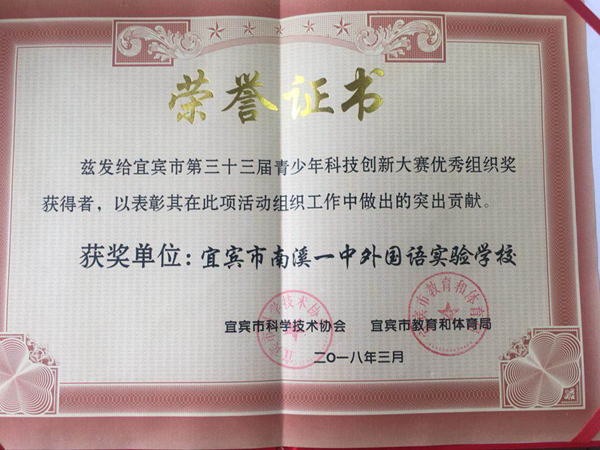 荣誉证书
兹发给宜宾市第三十三届青少年科技创新大赛优秀组织奖
获得者，以表彰其在此项活动组织工作中做出的突出贡献。
获奖单位：宜宾市南溪一中外国语实验学校
宜宾市科学技术协会 宜宾市教育和体育局
二〇一八年三月